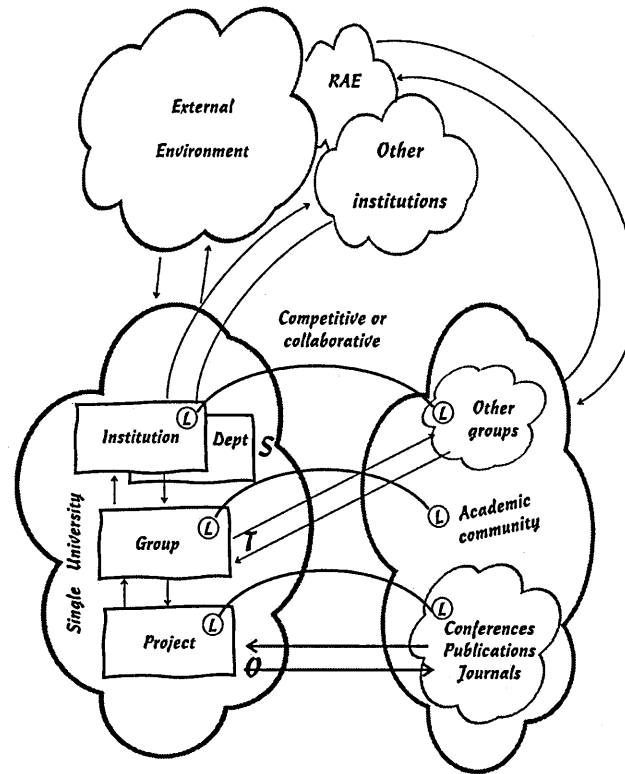 RAE
External
Environment
Other
institutions
Competitive or
collaborative
L
Institution
Dept
S
L
Other
groups
Single University
L
Group
T
L
Academic
community
L
Project
O
L
Conferences
Publications
Journals